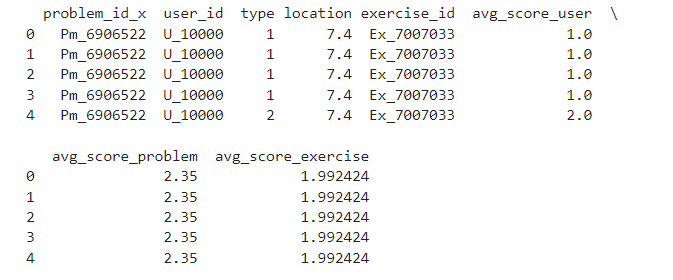 problem_id_x user_id type location exercise_id avg_score_user \
0 Pm_6906522 U_10000 1 7.4 Ex_7007033 1.0
1 Pm_6906522 U_10000 1 7.4 Ex_7007033 1.0
2 Pm_6906522 U_10000 1 7.4 Ex_7007033 1.0
3 Pm_6906522 U_10000 1 7.4 Ex_7007033 1.0
4 Pm_6906522 U_10000 2 7.4 Ex_7007033 2.0
avg_score_problem avg_score_exercise
0 2.35 1.992424
1 2.35 1.992424
2 2.35 1.992424
3 2.35 1.992424
4 2.35 1.992424